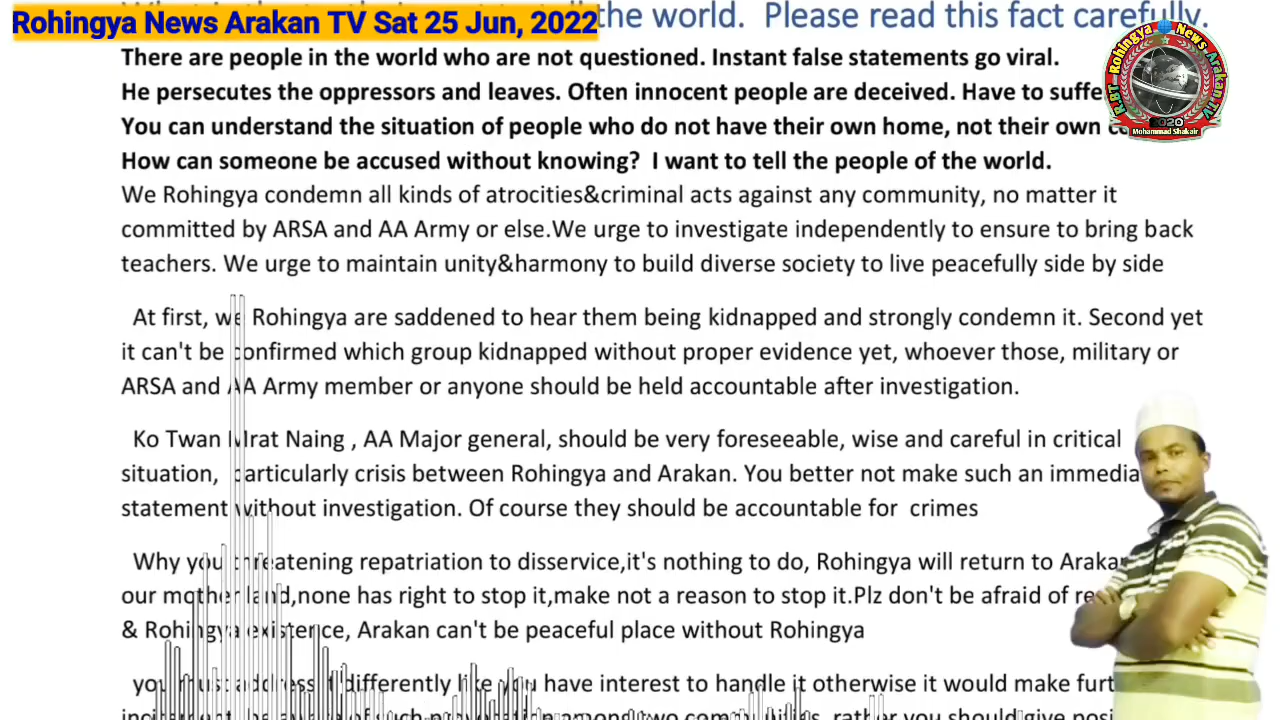 the world. Please read this fact carefully.
Rohingya News Arakan TV Sat 25 Jun, 2022
There are people in the world who are not questioned. Instant false statements go viral.
He persecutes the oppressors and leaves. Often innocent people are deceived. Have to
You can understand the situation of people who do not have their own home, not their own
How can someone be accused without knowing? I want to tell the people of the world.
We Rohingya condemn all kinds of atrocities&criminal acts against any community, no matter it
committed by ARSA and AA Army or else.We urge to investigate independently to ensure to bring back
teachers. We urge to maintain unity&harmony to build diverse society to live peacefully side by side
At first, we Rohingya are saddened to hear them being kidnapped and strongly condemn it. Second yet
it can't be confirmed which group kidnapped without proper evidence yet, whoever those, military or
ARSA and AA Army member or anyone should be held accountable after investigation.
Ko Twan Mrat Naing , AA Major general, should be very foreseeable, wise and careful in critical
situation, particularly crisis between Rohingya and Arakan. You better not make such an
statement without investigation. Of course they should be accountable for crimes
Why you threatening repatriation to disservice,it's nothing to do, Rohingya will return to
our mother land,none has right to stop it,make not a reason to stop it.Plz don't be afraid of
& Rohingya existence, Arakan can't be peaceful place without Rohingya
you must address it differently like you have interest to handle it otherwise it would make
among two communities, rather you should give
R.BT- Rohingya News Arakan TV
2020
Mohammad Shakair